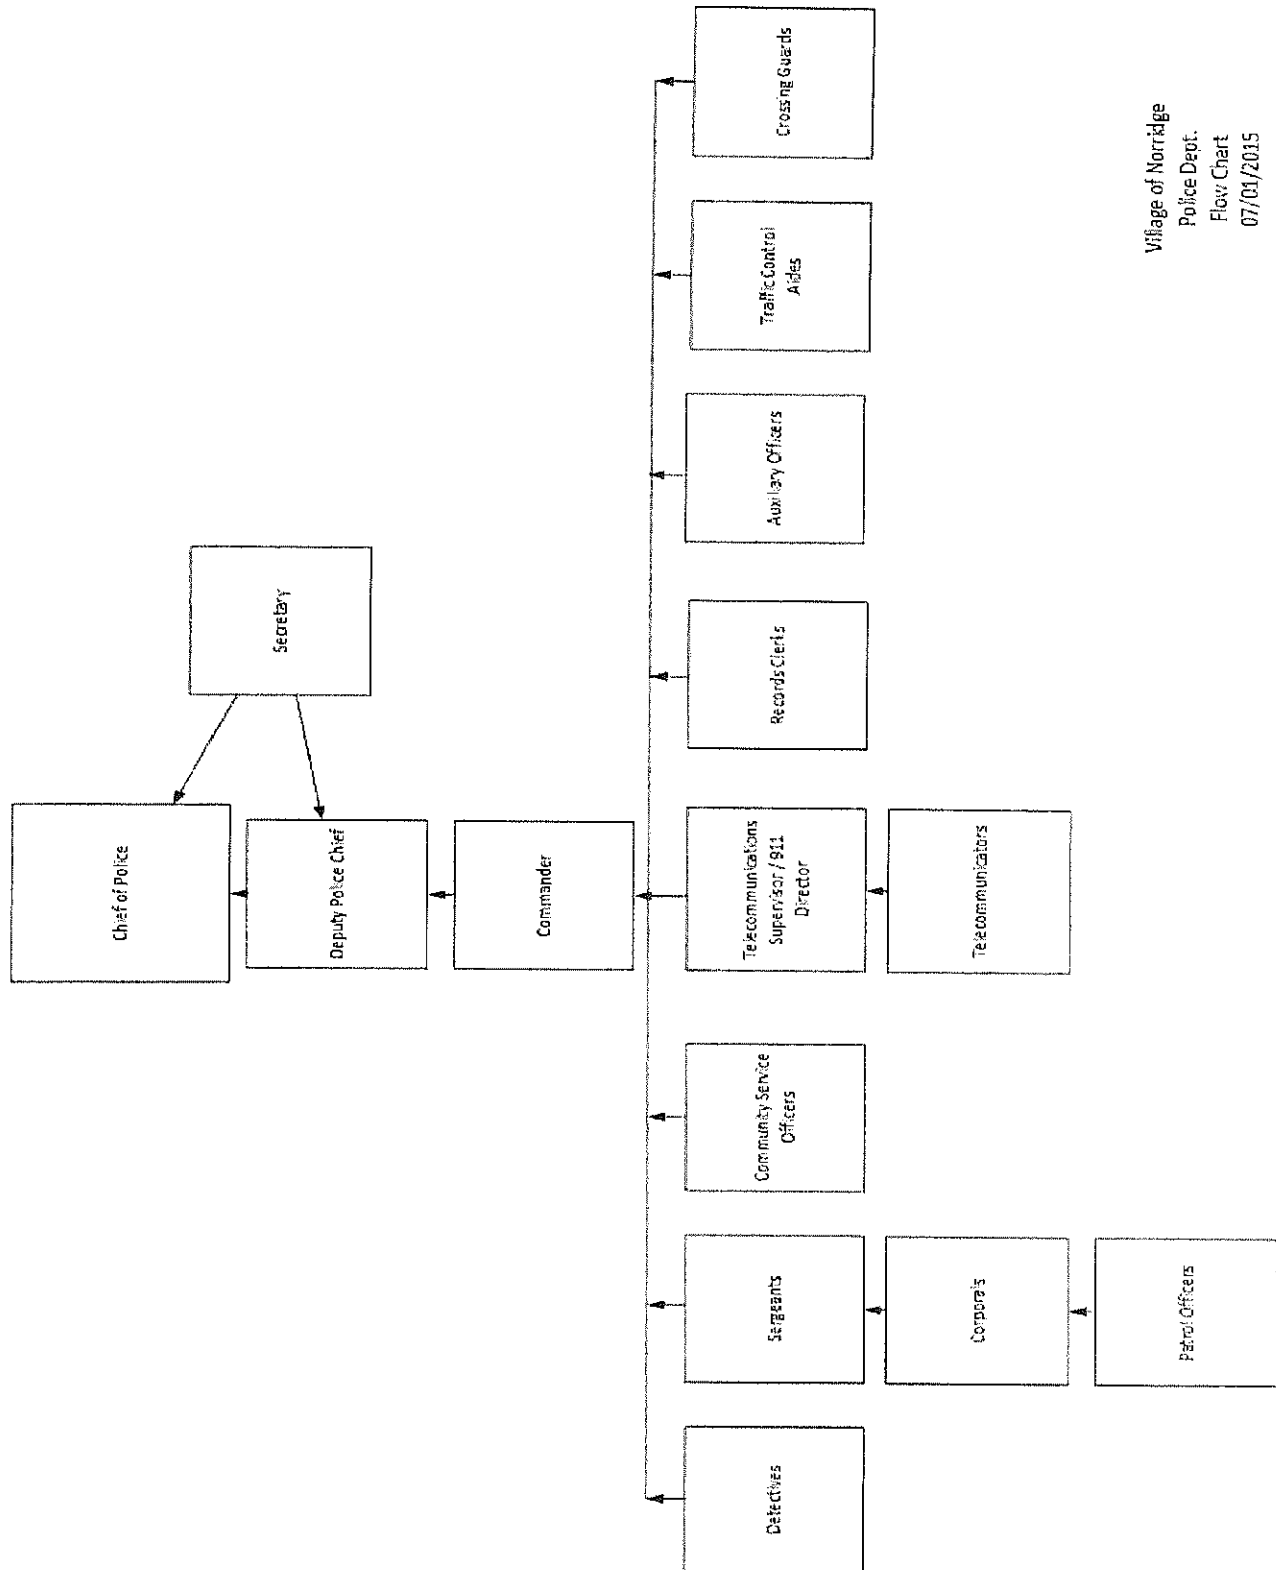 Chief of Police
Secretary
Deputy Police Chief
Commander
Detectives
Sergeants
Community Service
Officers
Telecommunications
Supervisor / 911
Director
Records Clerks
Auxiliary Officers
Traffic Control
Aides
Crossing Guards
Corporals
Telecommunicators
Patrol Officers
Village of Norridge
Police Dept.
Flow Chart
07/01/2015